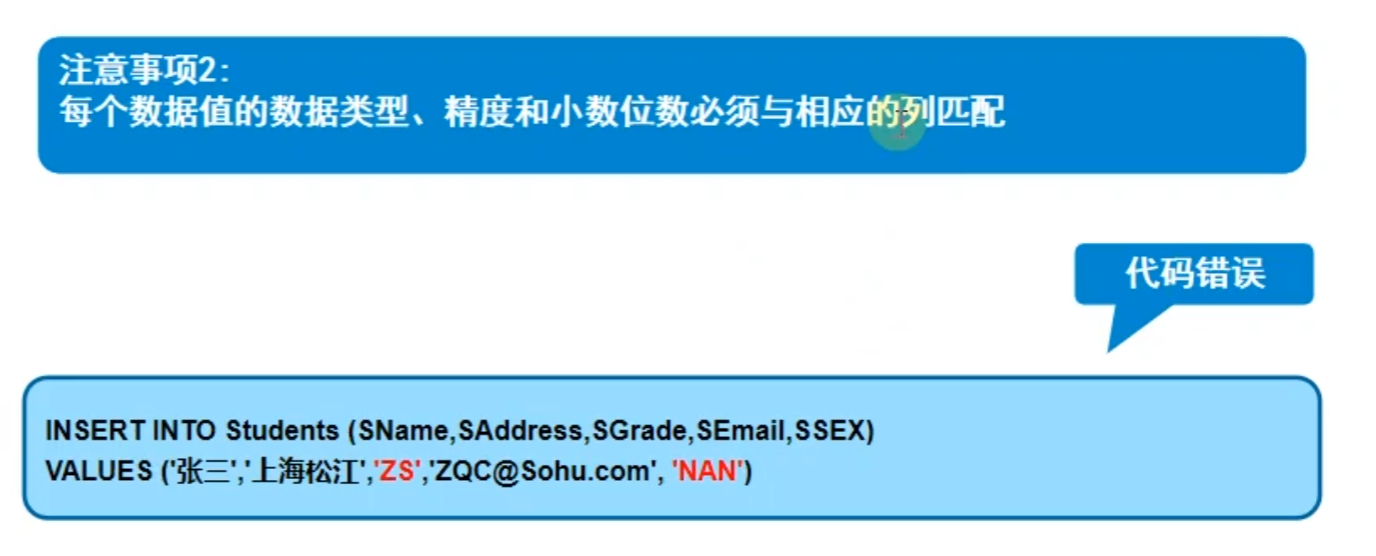 注意事项2：
每个数据值的数据类型、精度和小数位数必须与相应的列匹配
代码错误
INSERT INTO Students (SName,SAddress,SGrade,SEmail,SSEX)
VALUES ('张三','上海松江','ZS','ZQC@Sohu.com', 'NAN')